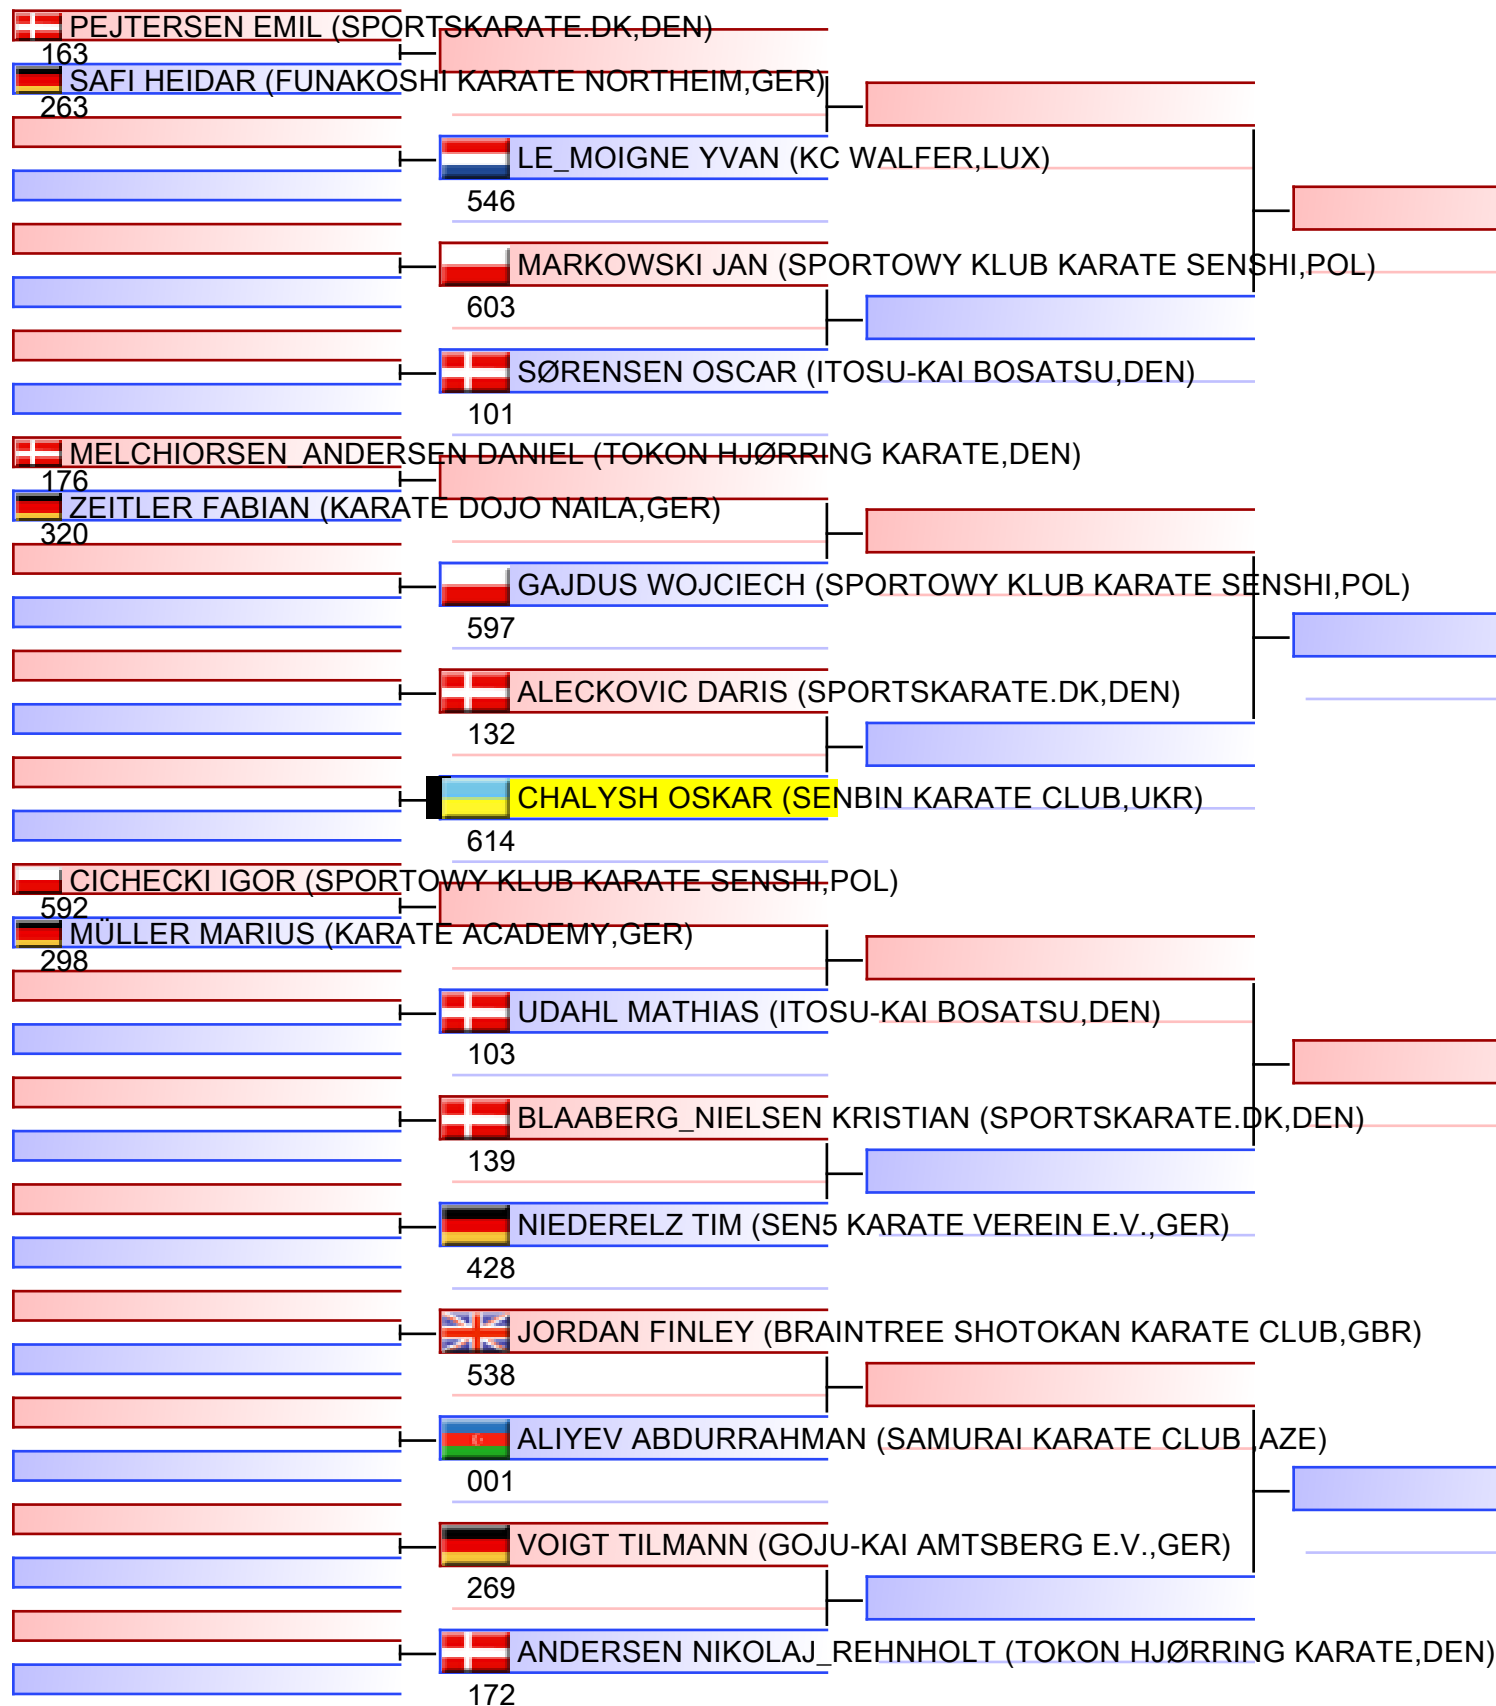 PEJTERSEN EMIL (SPORTSKARATE.DK,DEN)
163
SAFI HEIDAR (FUNAKOSHI KARATE NORTHEIM,GER)
263
LE_MOIGNE YVAN (KC WALFER,LUX)
546
MARKOWSKI JAN (SPORTOWY KLUB KARATE SENSHI,POL)
603
SØRENSEN OSCAR (ITOSU-KAI BOSATSU,DEN)
101
MELCHIORSEN_ANDERSEN DANIEL (TOKON HJØRRING KARATE,DEN)
176
ZEITLER FABIAN (KARATE DOJO NAILA,GER)
320
GAJDUS WOJCIECH (SPORTOWY KLUB KARATE SENSHI,POL)
597
ALECKOVIC DARIS (SPORTSKARATE.DK,DEN)
132
CHALYSH OSKAR (SENBIN KARATE CLUB,UKR)
614
CICHECKI IGOR (SPORTOWY KLUB KARATE SENSHI,POL)
592
MÜLLER MARIUS (KARATE ACADEMY,GER)
298
UDAHL MATHIAS (ITOSU-KAI BOSATSU,DEN)
103
BLAABERG_NIELSEN KRISTIAN (SPORTSKARATE.DK,DEN)
139
NIEDERELZ TIM (SEN5 KARATE VEREIN E.V.,GER)
428
JORDAN FINLEY (BRAINTREE SHOTOKAN KARATE CLUB,GBR)
538
ALIYEV ABDURRAHMAN (SAMURAI KARATE CLUB ,AZE)
001
VOIGT TILMANN (GOJU-KAI AMTSBERG E.V.,GER)
269
ANDERSEN NIKOLAJ_REHNHOLT (TOKON HJØRRING KARATE,DEN)
172